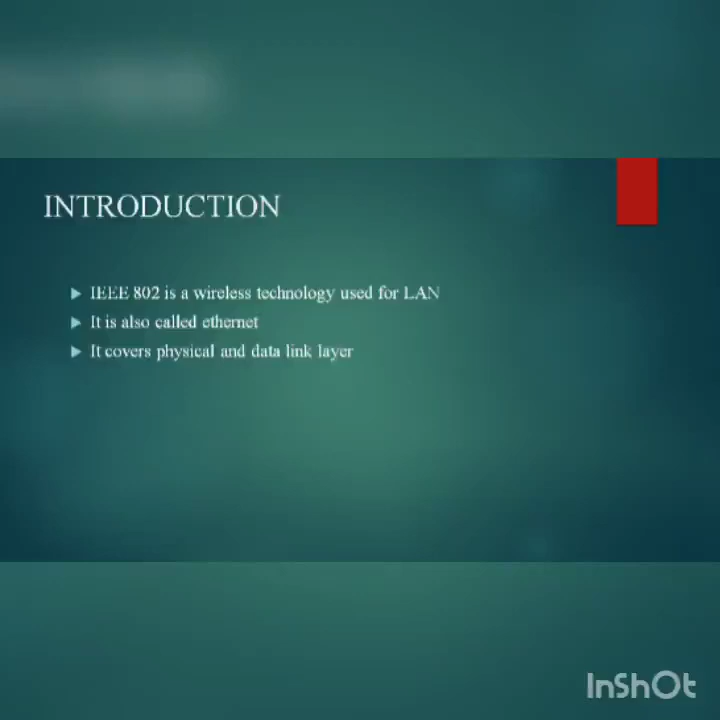 INTRODUCTION
IEEE 802 is a wireless technology used for LAN
It is also called ethernet
It covers physical and data link layer
InShOt